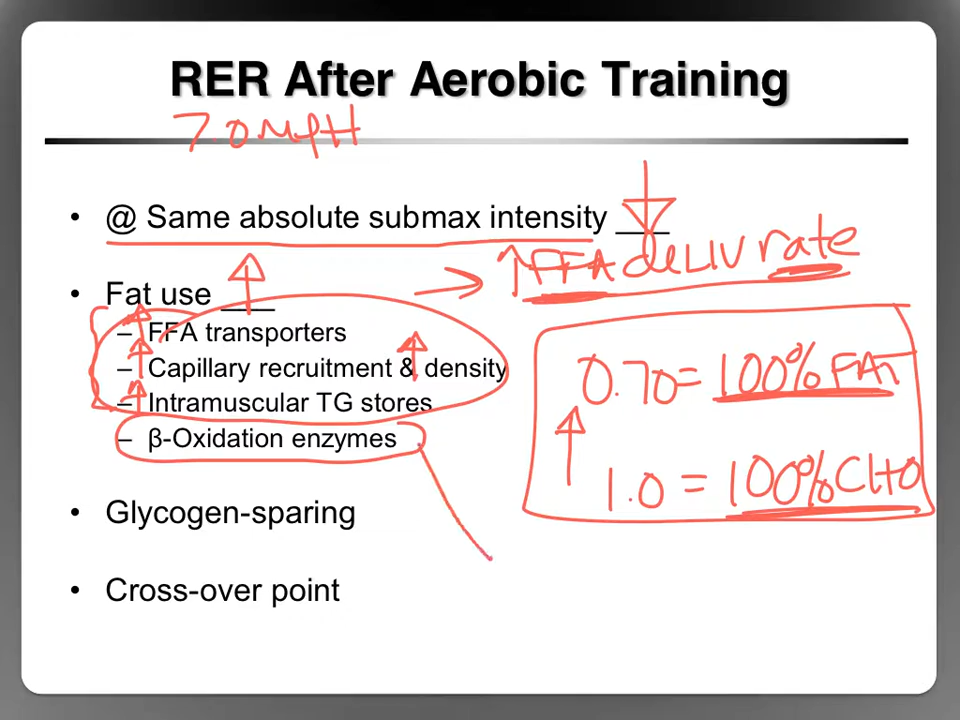 RER After Aerobic Training
7.0 MPH
• @ Same absolute submax intensity ___
↑FFA deLIV rate
• Fat use ___
– FFA transporters
– Capillary recruitment & density
– Intramuscular TG stores
– β-Oxidation enzymes
0.70 = 100% FAT
1.0 = 100% CHO
• Glycogen-sparing
• Cross-over point